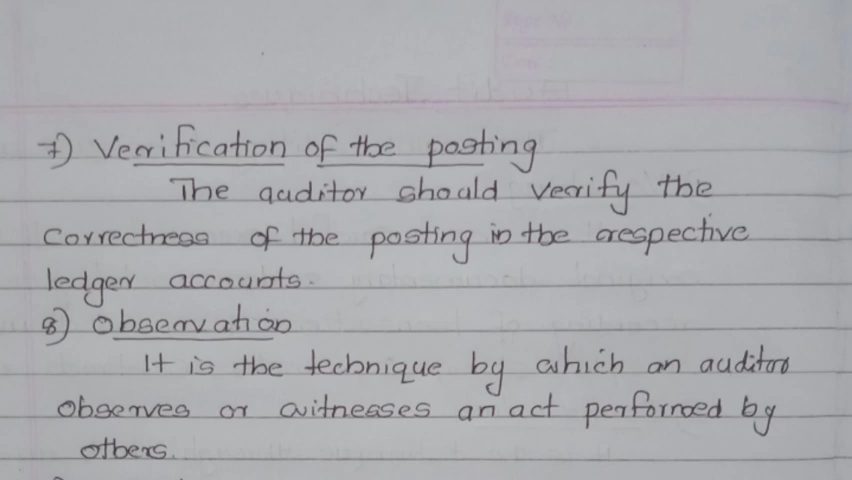 7) Verification of the posting
The auditor should verify the
correctness of the posting in the respective
ledger accounts.
8) Observation
It is the technique by which an auditor
observes or witnesses an act performed by
others.